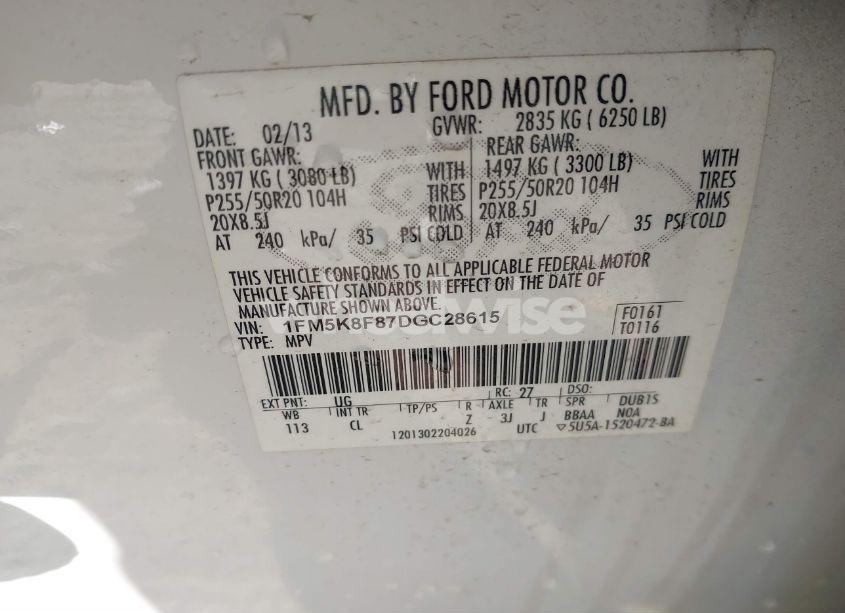 MFD. BY FORD MOTOR CO.
DATE: 02/13 GVWR: 2835 KG ( 6250 LB)
FRONT GAWR: REAR GAWR:
1397 KG ( 3080 LB) WITH 1497 KG ( 3300 LB) WITH
P255/50R20 104H TIRES P255/50R20 104H TIRES
20X8.5J RIMS 20X8.5J RIMS
AT 240 kPa/ 35 PSI COLD AT 240 kPa/ 35 PSI COLD
THIS VEHICLE CONFORMS TO ALL APPLICABLE FEDERAL MOTOR
VEHICLE SAFETY STANDARDS IN EFFECT ON THE DATE OF
MANUFACTURE SHOWN ABOVE.
VIN: 1FM5K8F87DGC28615 F0161
TYPE: MPV T0116
EXT PNT: UG RC: 27 DSO:
WB INT TR TP/PS R AXLE TR SPR DUB1S
113 CL Z 3J J BBAA N0A
1201302204026 UTC ▽5U5A-1520472-BA